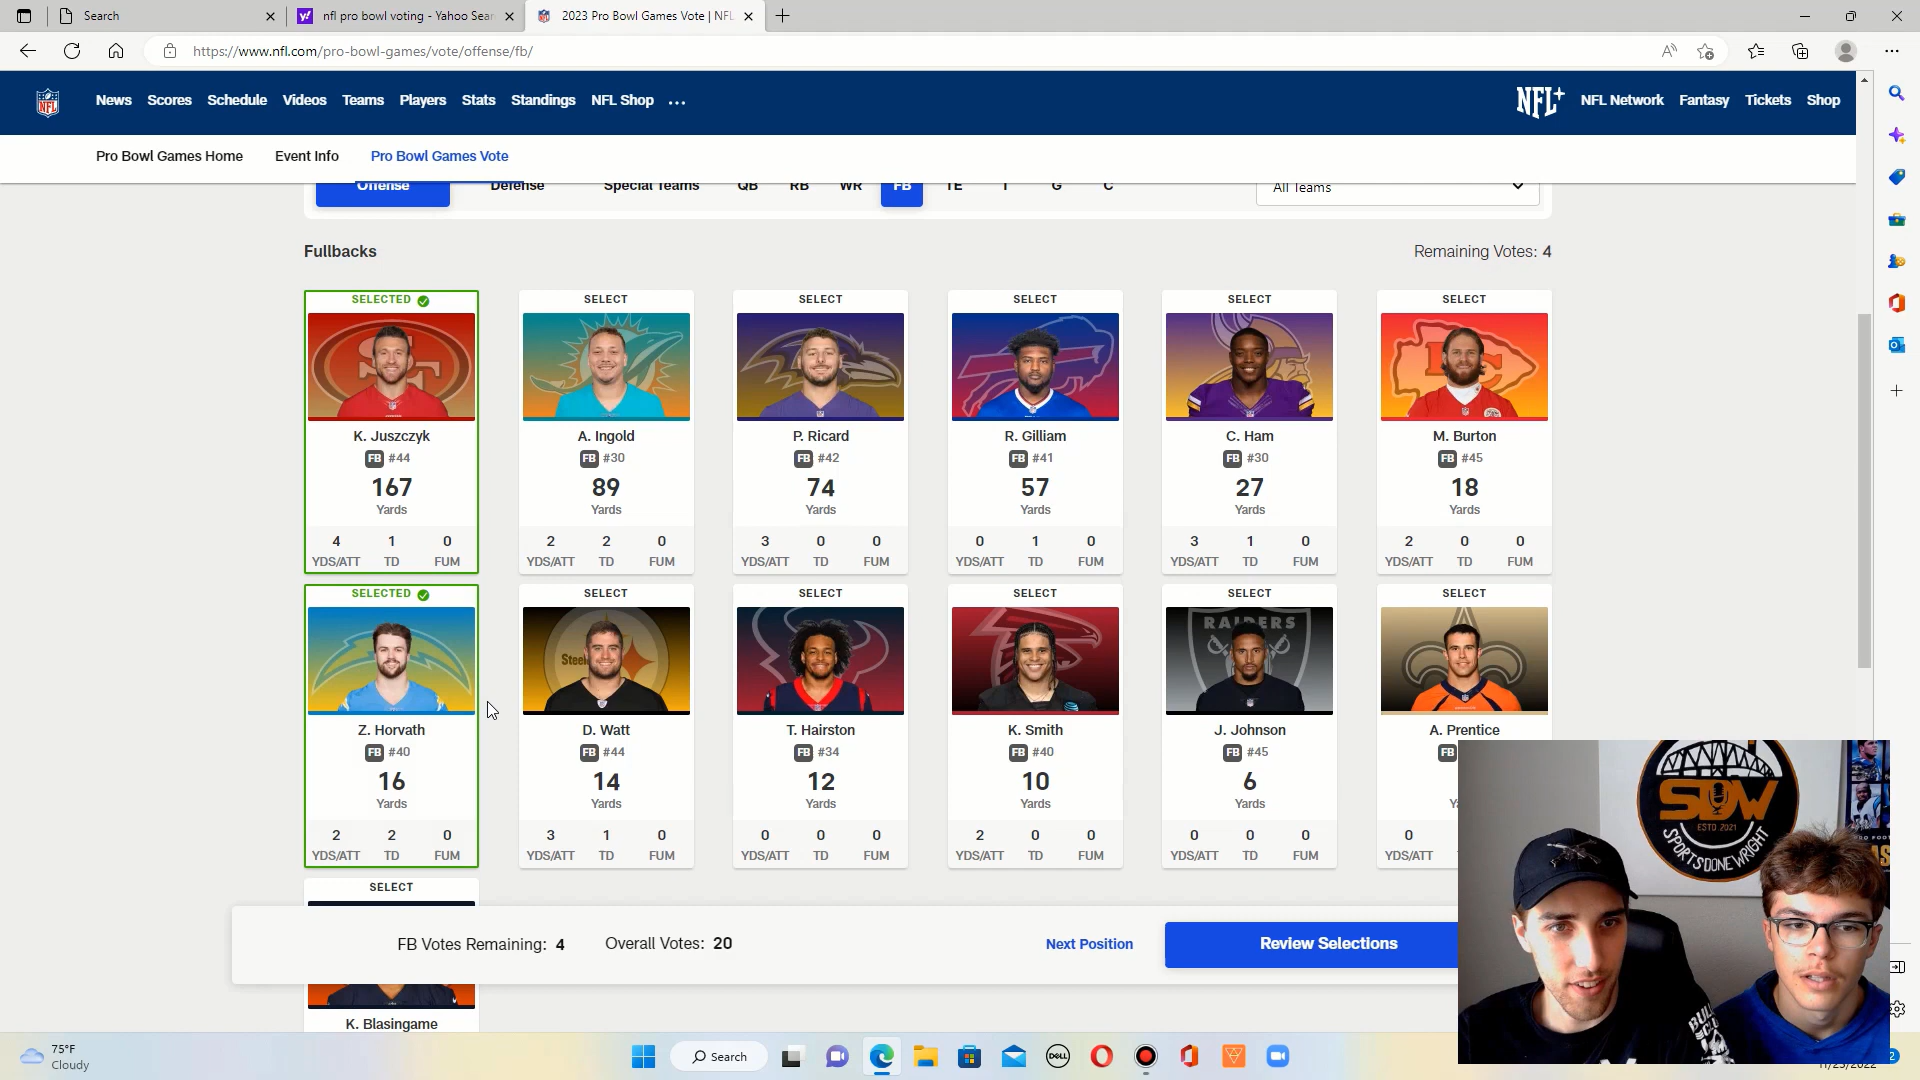 Search
nfl pro bowl voting - Yahoo Sear
2023 Pro Bowl Games Vote | NFL
https://www.nfl.com/pro-bowl-games/vote/offense/fb/
NFL
News Scores Schedule Videos Teams Players Stats Standings NFL Shop ...
NFL+ NFL Network Fantasy Tickets Shop
Pro Bowl Games Home Event Info Pro Bowl Games Vote
Offense Defense Special Teams QB RB WR FB TE T G C All Teams
Fullbacks Remaining Votes: 4
SELECTED SELECT SELECT SELECT SELECT SELECT
K. Juszczyk A. Ingold P. Ricard R. Gilliam C. Ham M. Burton
FB #44 FB #30 FB #42 FB #41 FB #30 FB #45
167 89 74 57 27 18
Yards Yards Yards Yards Yards Yards
4 1 0 2 2 0 3 0 0 0 1 0 3 1 0 2 0 0
YDS/ATT TD FUM YDS/ATT TD FUM YDS/ATT TD FUM YDS/ATT TD FUM YDS/ATT TD FUM YDS/ATT TD FUM
SELECTED SELECT SELECT SELECT SELECT SELECT
Steel
RAIDERS
Z. Horvath D. Watt T. Hairston K. Smith J. Johnson A. Prentice
FB #40 FB #44 FB #34 FB #40 FB #45 FB
16 14 12 10 6
Yards Yards Yards Yards Yards
2 2 0 3 1 0 0 0 0 2 0 0 0 0 0 0
YDS/ATT TD FUM YDS/ATT TD FUM YDS/ATT TD FUM YDS/ATT TD FUM YDS/ATT TD FUM YDS/ATT
SELECT
FB Votes Remaining: 4 Overall Votes: 20 Next Position Review Selections
K. Blasingame
SDW
ESTD 2021
SPORTSDONEWRIGHT
75°F
Cloudy
Search
DELL